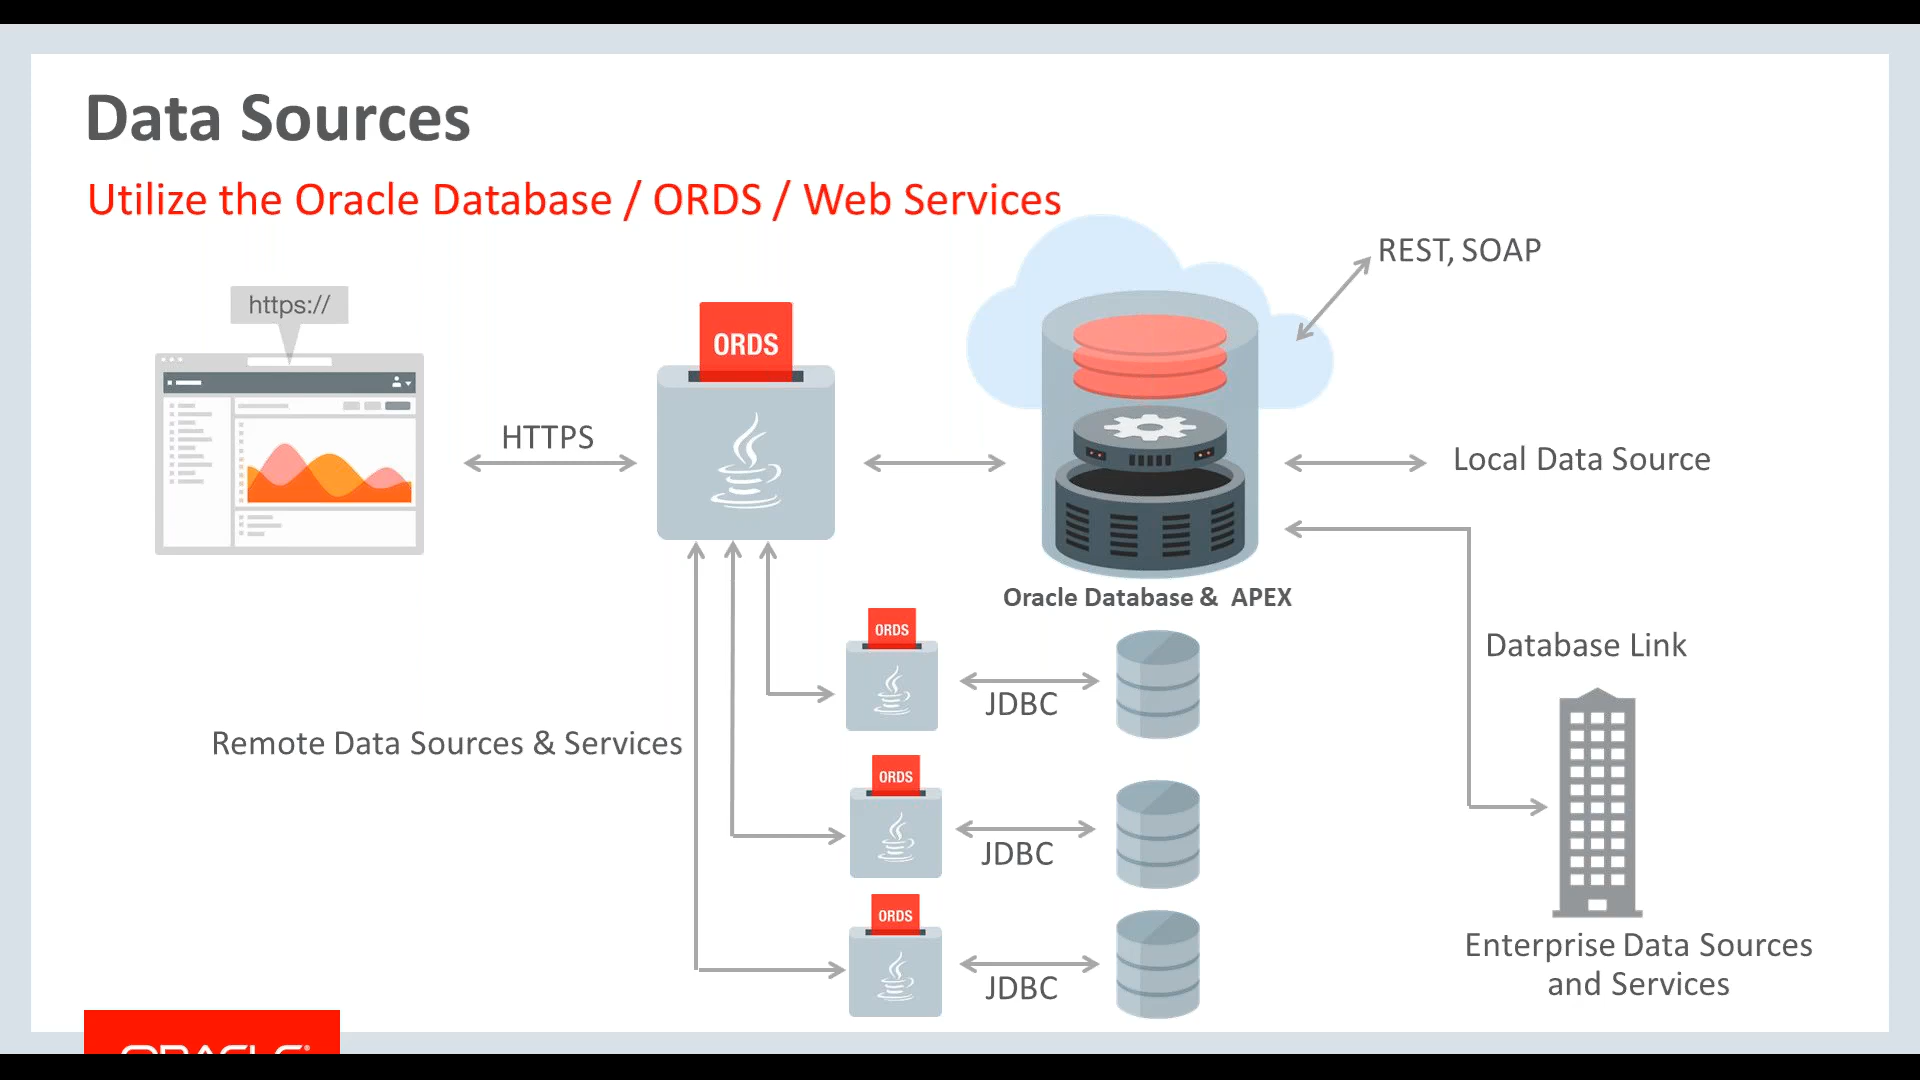 Data Sources
Utilize the Oracle Database / ORDS / Web Services
REST, SOAP
https://
ORDS
HTTPS
Local Data Source
Oracle Database & APEX
ORDS
JDBC
Database Link
Remote Data Sources & Services
ORDS
JDBC
ORDS
JDBC
Enterprise Data Sources
and Services
ORACLE®